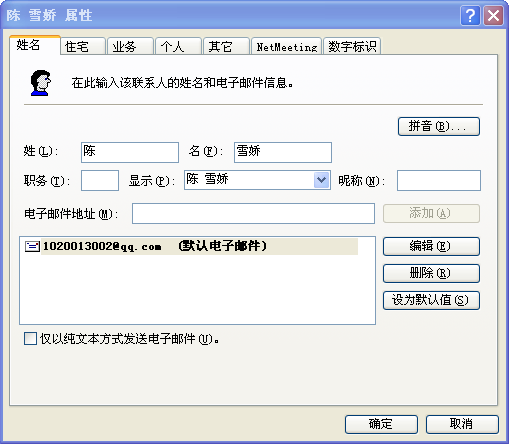 陈 雪娇 属性
姓名 住宅 业务 个人 其它 NetMeeting 数字标识
在此输入该联系人的姓名和电子邮件信息。
拼音(B)...
姓(L): 陈 名(F): 雪娇
职务(T): 显示(P): 陈 雪娇 昵称(N):
电子邮件地址(M): 添加(A)
1020013002@qq.com (默认电子邮件) 编辑(E)
删除(R)
设为默认值(S)
仅以纯文本方式发送电子邮件(U)。
确定 取消